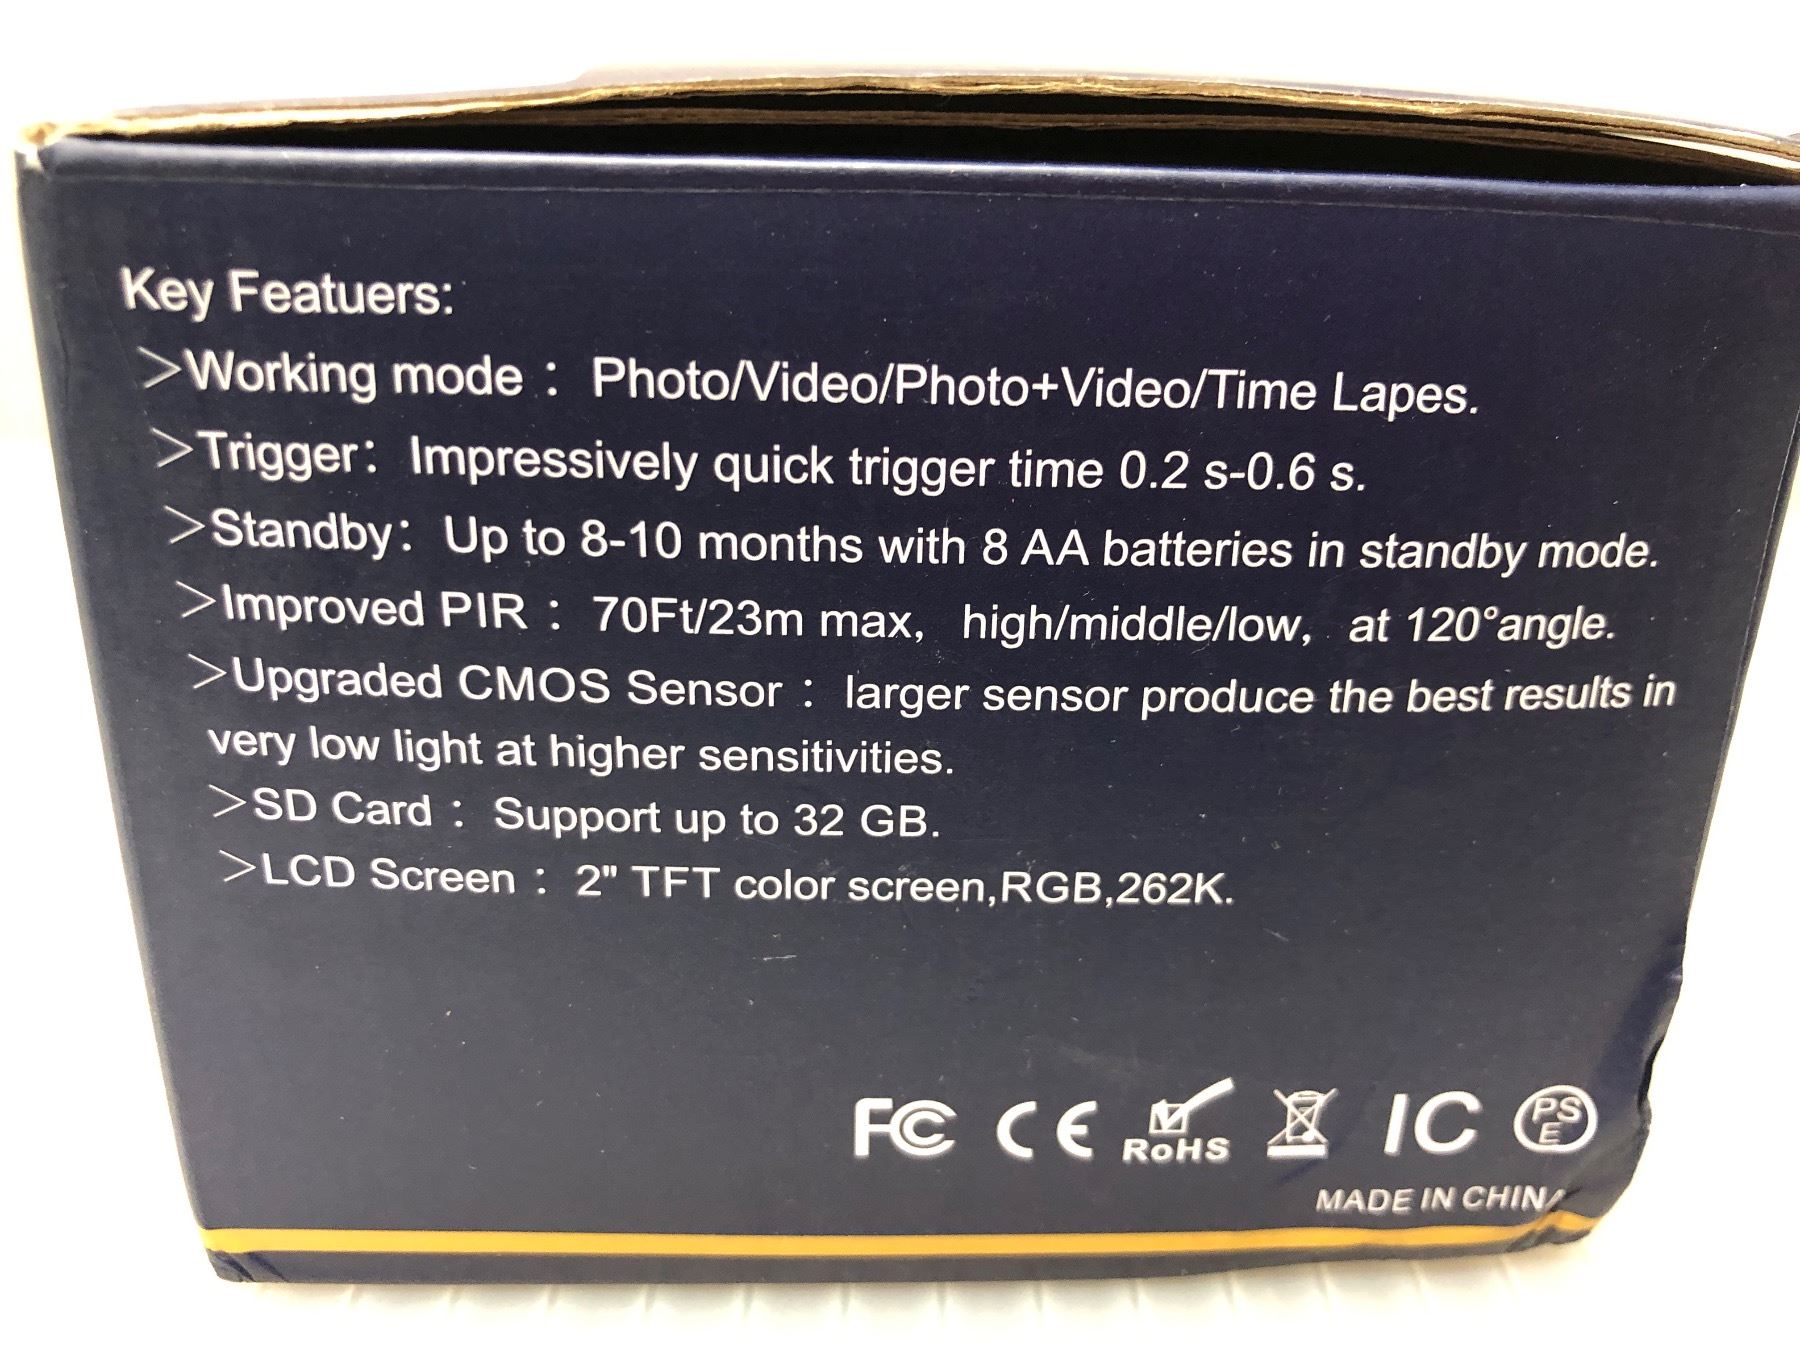 Key Featuers:
>Working mode： Photo/Video/Photo+Video/Time Lapes.
>Trigger： Impressively quick trigger time 0.2 s-0.6 s.
>Standby： Up to 8-10 months with 8 AA batteries in standby mode.
>Improved PIR： 70Ft/23m max， high/middle/low， at 120°angle.
>Upgraded CMOS Sensor： larger sensor produce the best results in
very low light at higher sensitivities.
>SD Card： Support up to 32 GB.
>LCD Screen： 2" TFT color screen,RGB,262K.
FC CE RoHS IC PSE
MADE IN CHINA